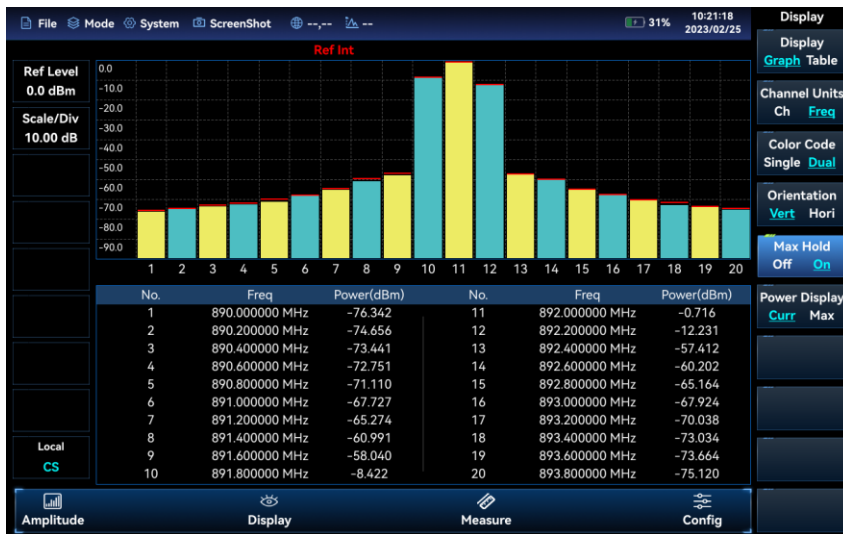 File Mode System ScreenShot --,-- -- 31% 10:21:18 2023/02/25
Ref Int
Ref Level
0.0 dBm
Scale/Div
10.00 dB
0.0
-10.0
-20.0
-30.0
-40.0
-50.0
-60.0
-70.0
-80.0
-90.0
1 2 3 4 5 6 7 8 9 10 11 12 13 14 15 16 17 18 19 20
No. Freq Power(dBm) No. Freq Power(dBm)
1 890.000000 MHz -76.342 11 892.000000 MHz -0.716
2 890.200000 MHz -74.656 12 892.200000 MHz -12.231
3 890.400000 MHz -73.441 13 892.400000 MHz -57.412
4 890.600000 MHz -72.751 14 892.600000 MHz -60.202
5 890.800000 MHz -71.110 15 892.800000 MHz -65.164
6 891.000000 MHz -67.727 16 893.000000 MHz -67.924
7 891.200000 MHz -65.274 17 893.200000 MHz -70.038
8 891.400000 MHz -60.991 18 893.400000 MHz -73.034
9 891.600000 MHz -58.040 19 893.600000 MHz -73.664
10 891.800000 MHz -8.422 20 893.800000 MHz -75.120
Local
CS
Amplitude Display Measure Config
Display
Display
Graph Table
Channel Units
Ch Freq
Color Code
Single Dual
Orientation
Vert Hori
Max Hold
Off On
Power Display
Curr Max